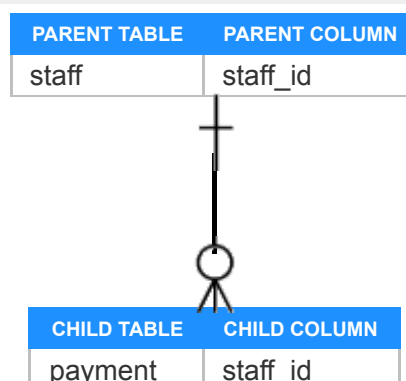 PARENT TABLE PARENT COLUMN
staff staff_id
CHILD TABLE CHILD COLUMN
payment staff_id